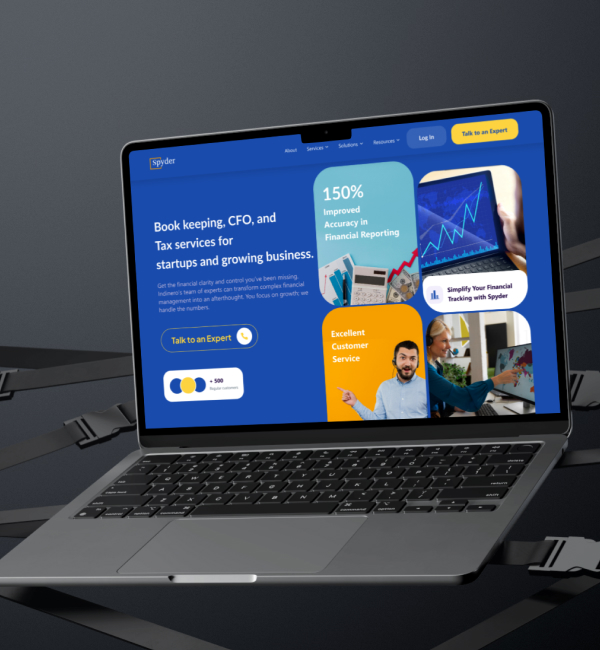 Spyder
About
Services
Solutions
Resources
Log In
Talk to an Expert
Book keeping, CFO, and
Tax services for
startups and growing business.
Get the financial clarity and control you've been missing.
Indinero's team of experts can transform complex financial
management into an afterthought. You focus on growth; we
handle the numbers.
Talk to an Expert
+ 500
Regular customers
150%
Improved
Accuracy in
Financial Reporting
Simplify Your Financial
Tracking with Spyder
Excellent
Customer
Service